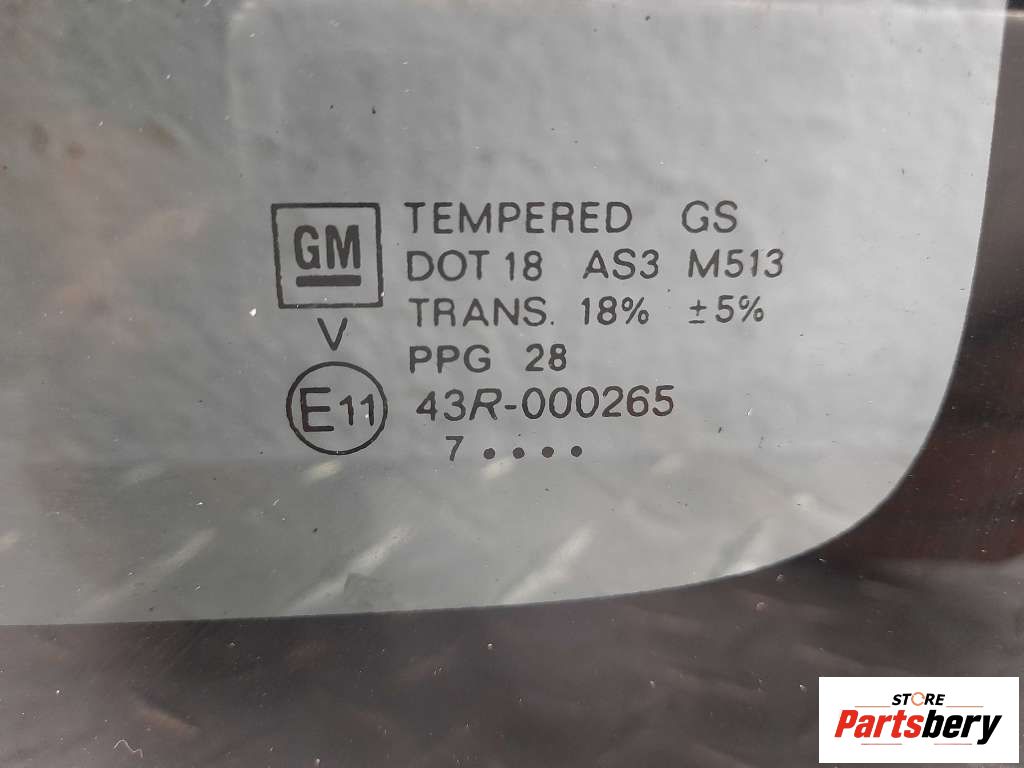 GM
TEMPERED GS
DOT 18 AS3 M513
TRANS. 18% ±5%
V
PPG 28
E11 43R-000265
7 ••••
STORE
Partsbery